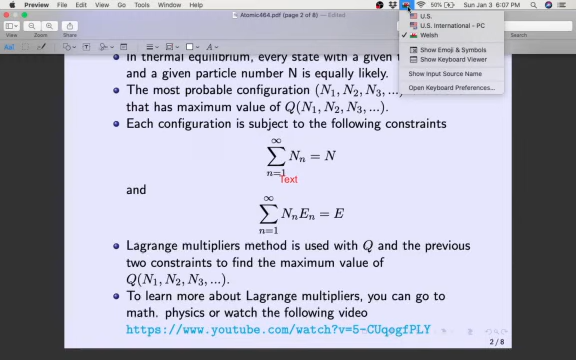 Preview File Edit View Go Tools Window Help
50% Sun Jan 3 6:07 PM
Atomic464.pdf (page 2 of 8) — Edited
View Zoom Share Search
U.S.
U.S. International - PC
✓ Welsh
Show Emoji & Symbols
Show Keyboard Viewer
Show Input Source Name
Open Keyboard Preferences...
In thermal equilibrium, every state with a given t
and a given particle number N is equally likely.
The most probable configuration (N₁, N₂, N₃, ...)
that has maximum value of Q(N₁, N₂, N₃, ...).
Each configuration is subject to the following constraints
∑_{n=1}^{∞} Nₙ = N
Text
and
∑_{n=1}^{∞} NₙEₙ = E
Lagrange multipliers method is used with Q and the previous
two constraints to find the maximum value of
Q(N₁, N₂, N₃, ...).
To learn more about Lagrange multipliers, you can go to
math. physics or watch the following video
https://www.youtube.com/watch?v=5-CUqogfPLY
2/8